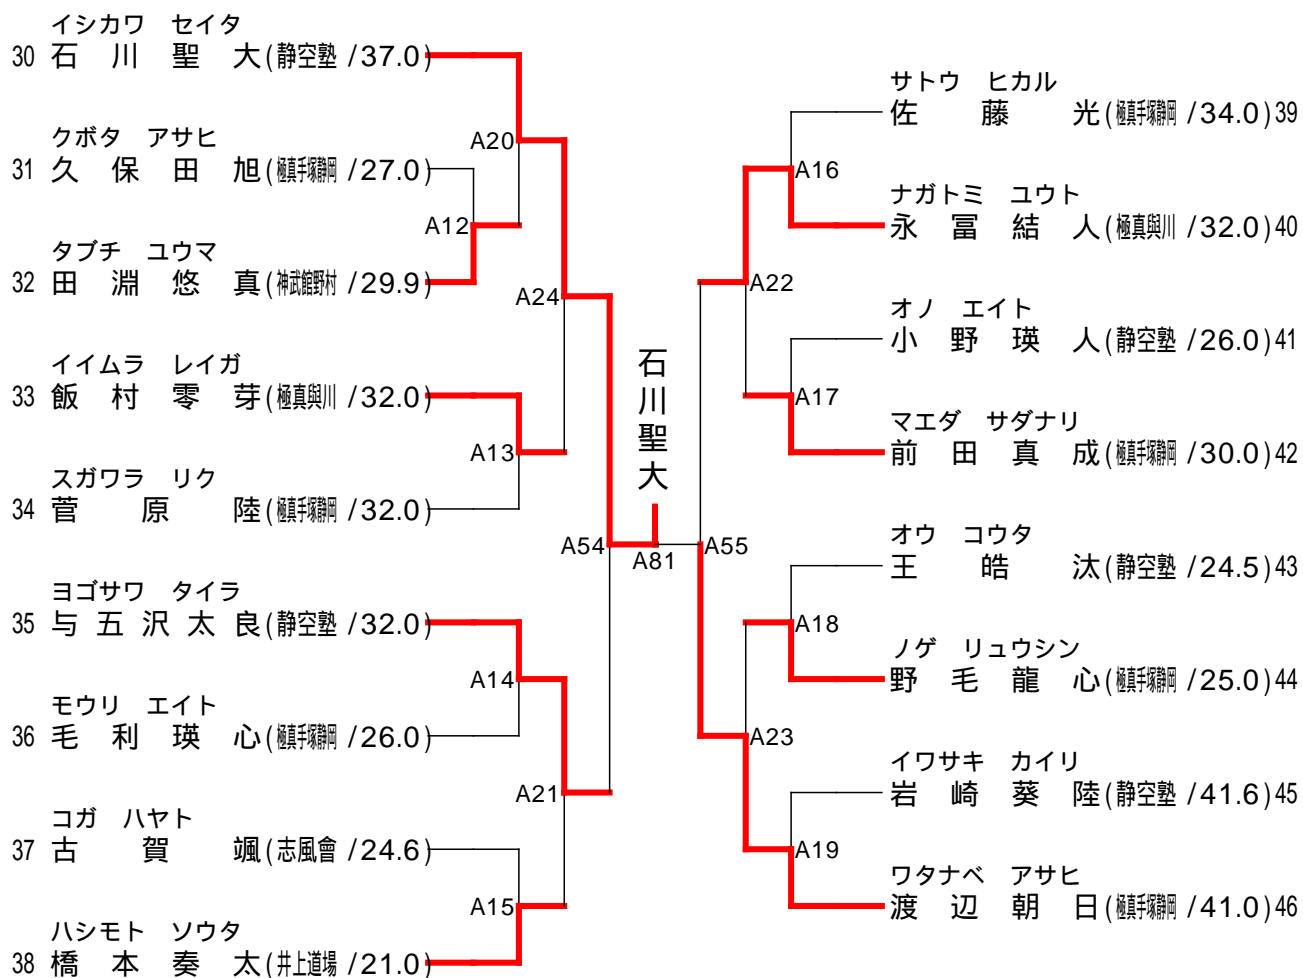 イシカワ セイタ
30 石川聖大(静空塾 /37.0)
クボタ アサヒ
31 久保田旭(極真手塚静岡 /27.0)
タブチ ユウマ
32 田淵悠真(神武館野村 /29.9)
イイムラ レイガ
33 飯村零芽(極真與川 /32.0)
スガワラ リク
34 菅原陸(極真手塚静岡 /32.0)
ヨゴサワ タイラ
35 与五沢太良(静空塾 /32.0)
モウリ エイト
36 毛利瑛心(極真手塚静岡 /26.0)
コガ ハヤト
37 古賀颯(志風會 /24.6)
ハシモト ソウタ
38 橋本奏太(井上道場 /21.0)
A20
A12
A24
A13
A54
A14
A21
A15
石川聖大
A81
A55
A16
A22
A17
A18
A23
A19
サトウ ヒカル
佐藤光(極真手塚静岡 /34.0)39
ナガトミ ユウト
永冨結人(極真與川 /32.0)40
オノ エイト
小野瑛人(静空塾 /26.0)41
マエダ サダナリ
前田真成(極真手塚静岡 /30.0)42
オウ コウタ
王皓汰(静空塾 /24.5)43
ノゲ リュウシン
野毛龍心(極真手塚静岡 /25.0)44
イワサキ カイリ
岩崎葵陸(静空塾 /41.6)45
ワタナベ アサヒ
渡辺朝日(極真手塚静岡 /41.0)46